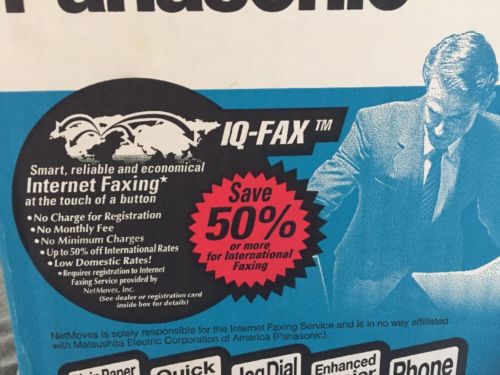 Panasonic
IQ-FAX ™
Smart, reliable and economical
Internet Faxing*
at the touch of a button
•No Charge for Registration
•No Monthly Fee
•No Minimum Charges
•Up to 50% off International Rates
•Low Domestic Rates!
*Requires registration to Internet
Faxing Service provided by
NetMoves, Inc.
(See dealer or registration card
inside box for details)
Save
50%
or more
for International
Faxing
NetMoves is solely responsible for the Internet Faxing Service and is in no way affiliated
with Matsushita Electric Corporation of America (Panasonic).
Paper
Quick
Jog Dial
Enhanced
Phone